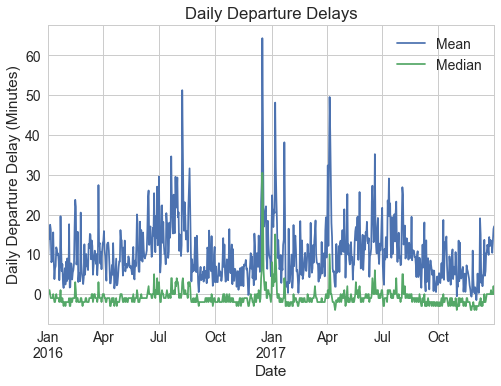 Daily Departure Delays
Mean
Median
Daily Departure Delay (Minutes)
60
50
40
30
20
10
0
Jan Apr Jul Oct Jan Apr Jul Oct
2016 2017
Date